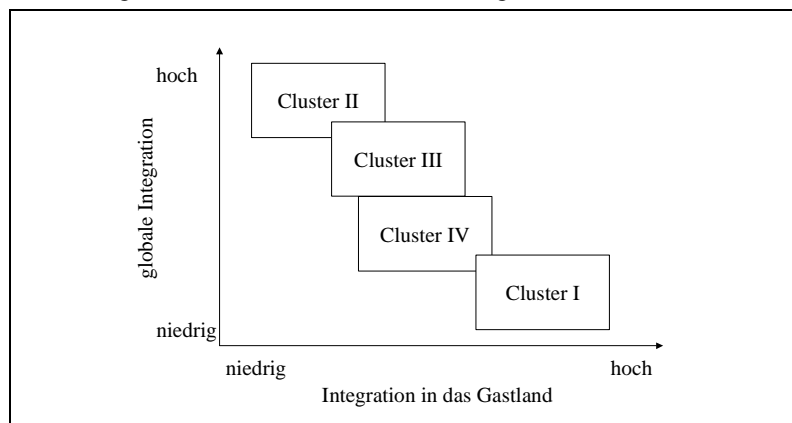 hoch
Cluster II
Cluster III
globale Integration
Cluster IV
Cluster I
niedrig
niedrig
hoch
Integration in das Gastland